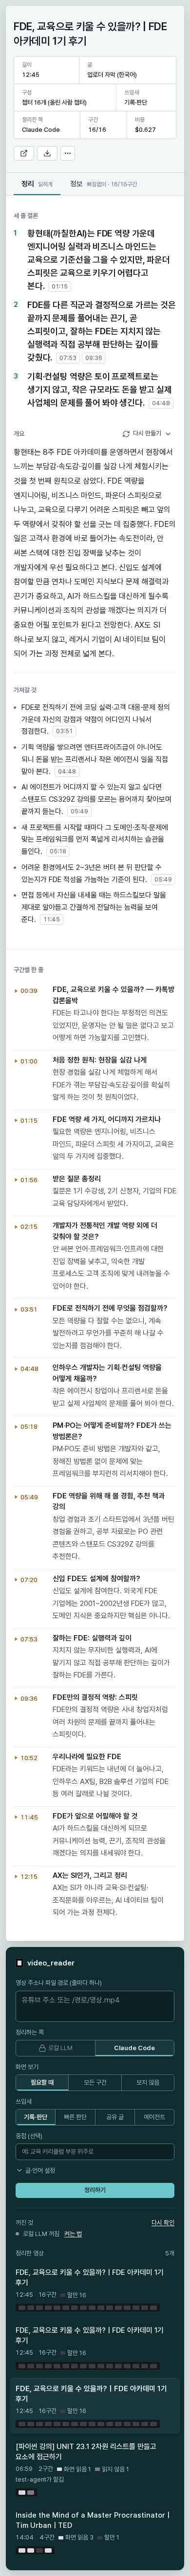 FDE, 교육으로 키울 수 있을까? | FDE
아카데미 1기 후기
길이
12:45
글
업로더 자막 (한국어)
구성
챕터 16개 (올린 사람 챕터)
쓰임새
기록·판단
정리한 쪽
Claude Code
구간
16/16
비용
$0.627
정리 읽히게
정보 빠짐없이 · 16/16구간
세 줄 결론
1 황현태(까칠한AI)는 FDE 역량 가운데
엔지니어링 실력과 비즈니스 마인드는
교육으로 기준선을 그을 수 있지만, 파운더
스피릿은 교육으로 키우기 어렵다고
본다. 01:15
2 FDE를 다른 직군과 결정적으로 가르는 것은
끝까지 문제를 풀어내는 끈기, 곧
스피릿이고, 잘하는 FDE는 지치지 않는
실행력과 직접 공부해 판단하는 깊이를
갖췄다. 07:53 09:36
3 기획·컨설팅 역량은 토이 프로젝트로는
생기지 않고, 작은 규모라도 돈을 받고 실제
사업체의 문제를 풀어 봐야 생긴다. 04:48
개요
다시 만들기
황현태는 8주 FDE 아카데미를 운영하면서 현장에서
느끼는 부담감·속도감·깊이를 실감 나게 체험시키는
것을 첫 번째 원칙으로 삼았다. FDE 역량을
엔지니어링, 비즈니스 마인드, 파운더 스피릿으로
나누고, 교육으로 다루기 어려운 스피릿은 빼고 앞의
두 역량에서 갖춰야 할 선을 긋는 데 집중했다. FDE의
일은 고객사 환경에 바로 들어가는 속도전이라, 안
써본 스택에 대한 진입 장벽을 낮추는 것이
개발자에게 우선 필요하다고 본다. 신입도 설계에
참여할 만큼 연차나 도메인 지식보다 문제 해결력과
끈기가 중요하고, AI가 하드스킬을 대신하게 될수록
커뮤니케이션과 조직의 관성을 깨겠다는 의지가 더
중요한 어필 포인트가 된다고 전망한다. AX도 SI
하나로 보지 않고, 레거시 기업이 AI 네이티브 팀이
되어 가는 과정 전체로 넓게 본다.
가져갈 것
FDE로 전직하기 전에 코딩 실력·고객 대응·문제 정의
가운데 자신의 강점과 약점이 어디인지 나눠서
점검한다. 03:51
기획 역량을 쌓으려면 엔터프라이즈급이 아니어도
되니 돈을 받는 프리랜서나 작은 에이전시 일을 직접
맡아 본다. 04:48
AI 에이전트가 어디까지 할 수 있는지 알고 싶다면
스탠포드 CS329Z 강의를 모르는 용어까지 찾아보며
끝까지 듣는다. 05:49
새 프로젝트를 시작할 때마다 그 도메인·조직·문제에
맞는 프레임워크를 먼저 폭넓게 리서치하는 습관을
들인다. 05:18
어려운 환경에서도 2~3년은 버텨 본 뒤 판단할 수
있는지가 FDE 적성을 가늠하는 기준이 된다. 05:49
면접 등에서 자신을 내세울 때는 하드스킬보다 말을
제대로 알아듣고 간결하게 전달하는 능력을 보여
준다. 11:45
구간별 한 줄
00:39 FDE, 교육으로 키울 수 있을까? — 카톡방
갑론을박
FDE는 타고나야 한다는 부정적인 의견도
있었지만, 운영자는 안 될 일은 없다고 보고
어떻게 하면 가능할지를 고민했다.
01:00 처음 정한 원칙: 현장을 실감 나게
현장 경험을 실감 나게 체험하게 해서
FDE가 겪는 부담감·속도감·깊이를 확실히
알게 하는 것이 첫 원칙이었다.
01:15 FDE 역량 세 가지, 어디까지 가르치나
필요한 역량은 엔지니어링, 비즈니스
마인드, 파운더 스피릿 세 가지이고, 교육은
앞의 두 가지에 집중했다.
01:56 받은 질문 총정리
질문은 1기 수강생, 2기 신청자, 기업의 FDE
교육 담당자에게서 받았다.
02:15 개발자가 전통적인 개발 역량 외에 더
갖춰야 할 것은?
안 써본 언어·프레임워크·인프라에 대한
진입 장벽을 낮추고, 익숙한 개발
프로세스도 고객 조직에 맞게 내려놓을 수
있어야 한다.
03:51 FDE로 전직하기 전에 무엇을 점검할까?
모든 역량을 다 잘할 수는 없으니, 계속
발전하려고 무언가를 꾸준히 해 나갈 수
있는지를 점검해야 한다.
04:48 인하우스 개발자는 기획·컨설팅 역량을
어떻게 채울까?
작은 에이전시 창업이나 프리랜서로 돈을
받고 실제 사업체의 문제를 풀어 봐야 한다.
05:18 PM·PO는 어떻게 준비할까? FDE가 쓰는
방법론은?
PM·PO도 준비 방법은 개발자와 같고,
정해진 방법론 없이 문제에 맞는
프레임워크를 부지런히 리서치해야 한다.
05:49 FDE 역량을 위해 해 볼 경험, 추천 책과
강의
창업 경험과 초기 스타트업에서 3년쯤 버틴
경험을 권하고, 공부 자료로는 PO 관련
콘텐츠와 스탠포드 CS329Z 강의를
추천한다.
07:20 신입 FDE도 설계에 참여할까?
신입도 설계에 참여한다. 외국계 FDE
기업에는 2001~2002년생 FDE가 많고,
도메인 지식은 중요하지만 핵심은 아니다.
07:53 잘하는 FDE: 실행력과 깊이
지치지 않는 무자비한 실행력과, AI에
맡기지 않고 직접 공부해 판단하는 깊이가
잘하는 FDE를 가른다.
09:36 FDE만의 결정적 역량: 스피릿
FDE만의 결정적 역량은 사내 창업자처럼
여러 차원의 문제를 끝까지 풀어내는
스피릿이다.
10:52 우리나라에 필요한 FDE
FDE라는 키워드는 내년에 더 늘어나고,
인하우스 AX팀, B2B 솔루션 기업의 FDE
등 여러 갈래로 나뉠 것이다.
11:45 FDE가 앞으로 어필해야 할 것
AI가 하드스킬을 대신하게 되므로
커뮤니케이션 능력, 끈기, 조직의 관성을
깨겠다는 의지를 내세워야 한다.
12:15 AX는 SI인가, 그리고 정리
AX는 SI가 아니라 교육·SI·컨설팅·
조직문화를 아우르는, AI 네이티브 팀이
되어 가는 과정 전체다.
video_reader
영상 주소나 파일 경로 (줄마다 하나)
유튜브 주소 또는 /경로/영상.mp4
정리하는 쪽
로컬 LLM
Claude Code
화면 보기
필요할 때
모든 구간
보지 않음
쓰임새
기록·판단
빠른 판단
공유 글
에이전트
중점 (선택)
예: 교육 커리큘럼 부분 위주로
글·언어 설정
정리하기
꺼진 것
다시 확인
로컬 LLM 꺼짐 켜는 법
정리한 영상
5개
FDE, 교육으로 키울 수 있을까? | FDE 아카데미 1기
후기
12:45 16구간 말만 16
FDE, 교육으로 키울 수 있을까? | FDE 아카데미 1기
후기
12:45 16구간 말만 16
FDE, 교육으로 키울 수 있을까? | FDE 아카데미 1기
후기
12:45 16구간 말만 16
[파이썬 강의] UNIT 23.1 2차원 리스트를 만들고
요소에 접근하기
06:59 2구간 화면 읽음 1 읽지 않음 1
test-agent가 맡김
Inside the Mind of a Master Procrastinator |
Tim Urban | TED
14:04 4구간 화면 읽음 3 말만 1